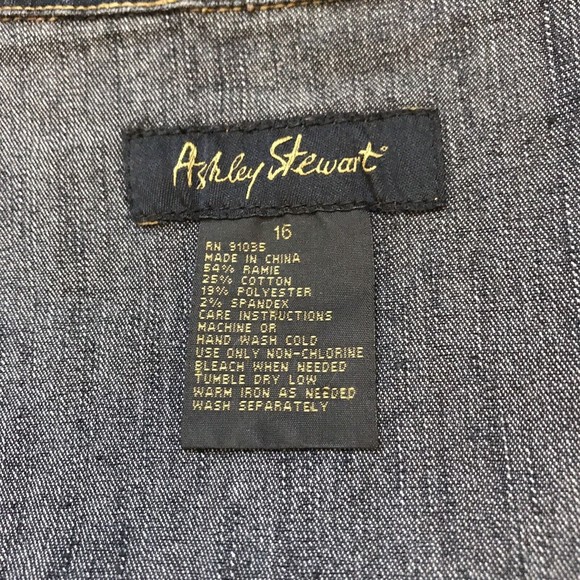 Ashley Stewart®
16
RN 91035
MADE IN CHINA
54% RAMIE
25% COTTON
19% POLYESTER
2% SPANDEX
CARE INSTRUCTIONS
MACHINE OR
HAND WASH COLD
USE ONLY NON-CHLORINE
BLEACH WHEN NEEDED
TUMBLE DRY LOW
WARM IRON AS NEEDED
WASH SEPARATELY